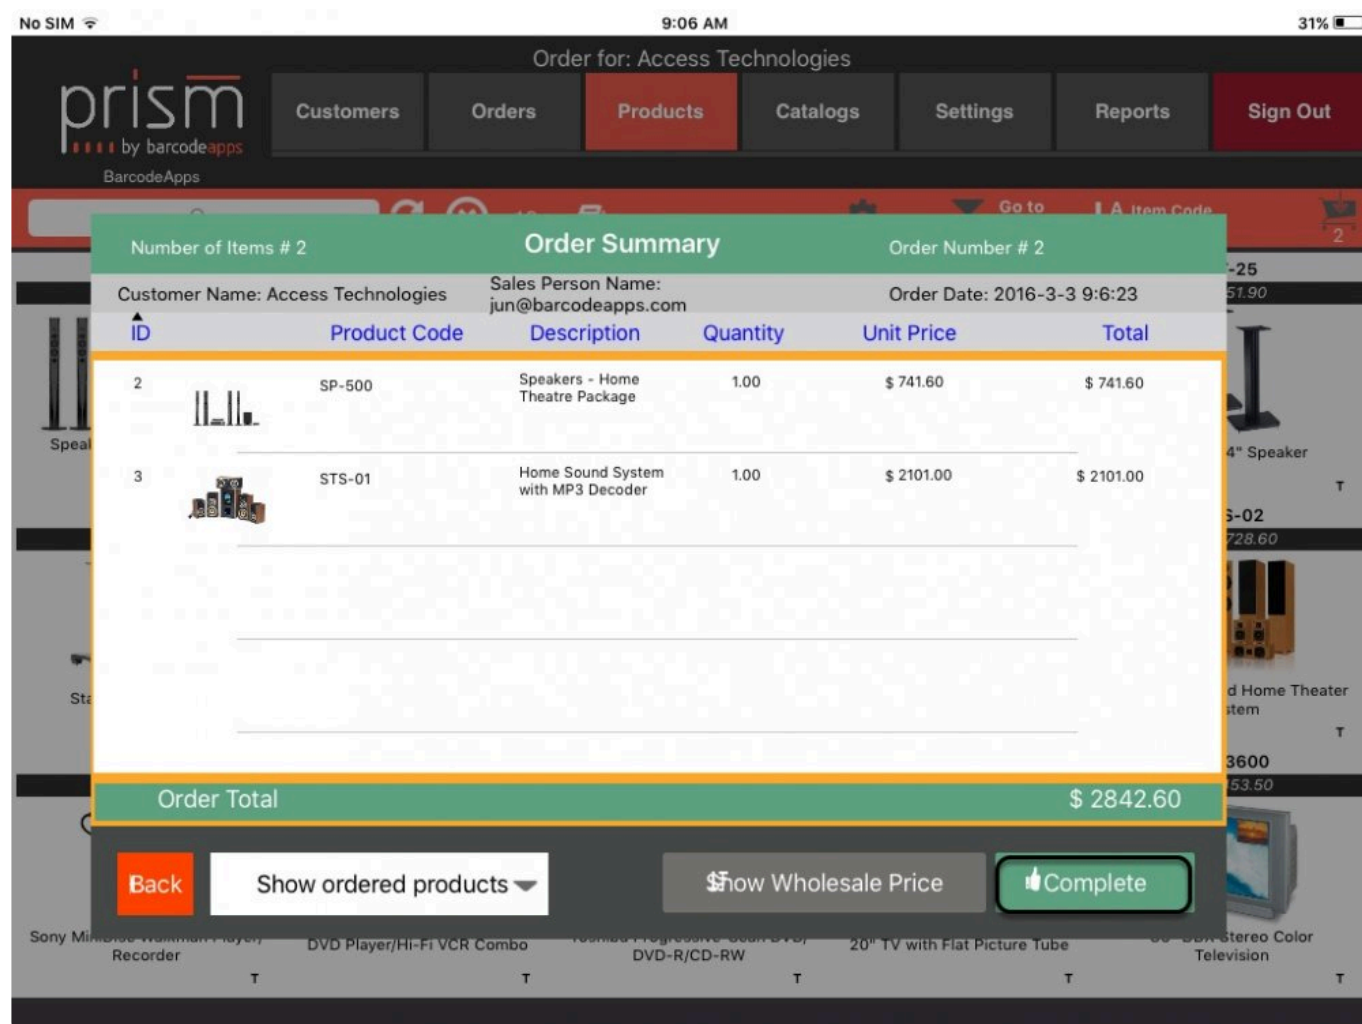 No SIM
9:06 AM
31%
Order for: Access Technologies
prism
by barcodeapps
BarcodeApps
Customers
Orders
Products
Catalogs
Settings
Reports
Sign Out
Go to
Item Code
2
Number of Items # 2
Order Summary
Order Number # 2
Customer Name: Access Technologies
Sales Person Name:
jun@barcodeapps.com
Order Date: 2016-3-3 9:6:23
ID
Product Code
Description
Quantity
Unit Price
Total
2
SP-500
Speakers - Home
Theatre Package
1.00
$ 741.60
$ 741.60
3
STS-01
Home Sound System
with MP3 Decoder
1.00
$ 2101.00
$ 2101.00
Order Total
$ 2842.60
Back
Show ordered products
Show Wholesale Price
Complete
-25
51.90
4" Speaker
T
S-02
728.60
d Home Theater
stem
T
3600
53.50
Speak
Sta
Recorder
T
DVD Player/Hi-Fi VCR Combo
T
DVD-R/CD-RW
T
20" TV with Flat Picture Tube
T
Stereo Color
Television
T